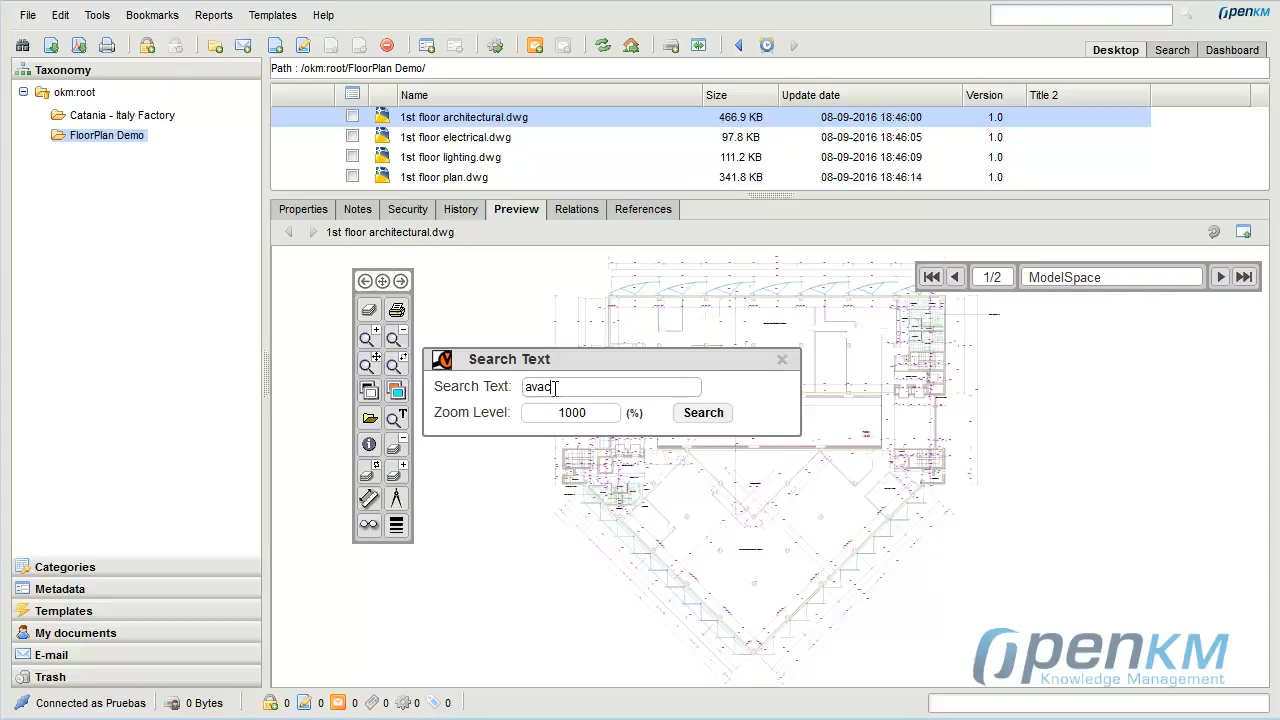 File Edit Tools Bookmarks Reports Templates Help
OpenKM
Desktop Search Dashboard
Taxonomy
okm:root
Catania - Italy Factory
FloorPlan Demo
Path : /okm:root/FloorPlan Demo/
Name Size Update date Version Title 2
1st floor architectural.dwg 466.9 KB 08-09-2016 18:46:00 1.0
1st floor electrical.dwg 97.8 KB 08-09-2016 18:46:05 1.0
1st floor lighting.dwg 111.2 KB 08-09-2016 18:46:09 1.0
1st floor plan.dwg 341.8 KB 08-09-2016 18:46:14 1.0
Properties Notes Security History Preview Relations References
1st floor architectural.dwg
1/2 ModelSpace
Search Text
Search Text: avac
Zoom Level: 1000 (%) Search
Categories
Metadata
Templates
My documents
E-mail
Trash
OpenKM
Knowledge Management
Connected as Pruebas 0 Bytes 0 0 0 0 0 0